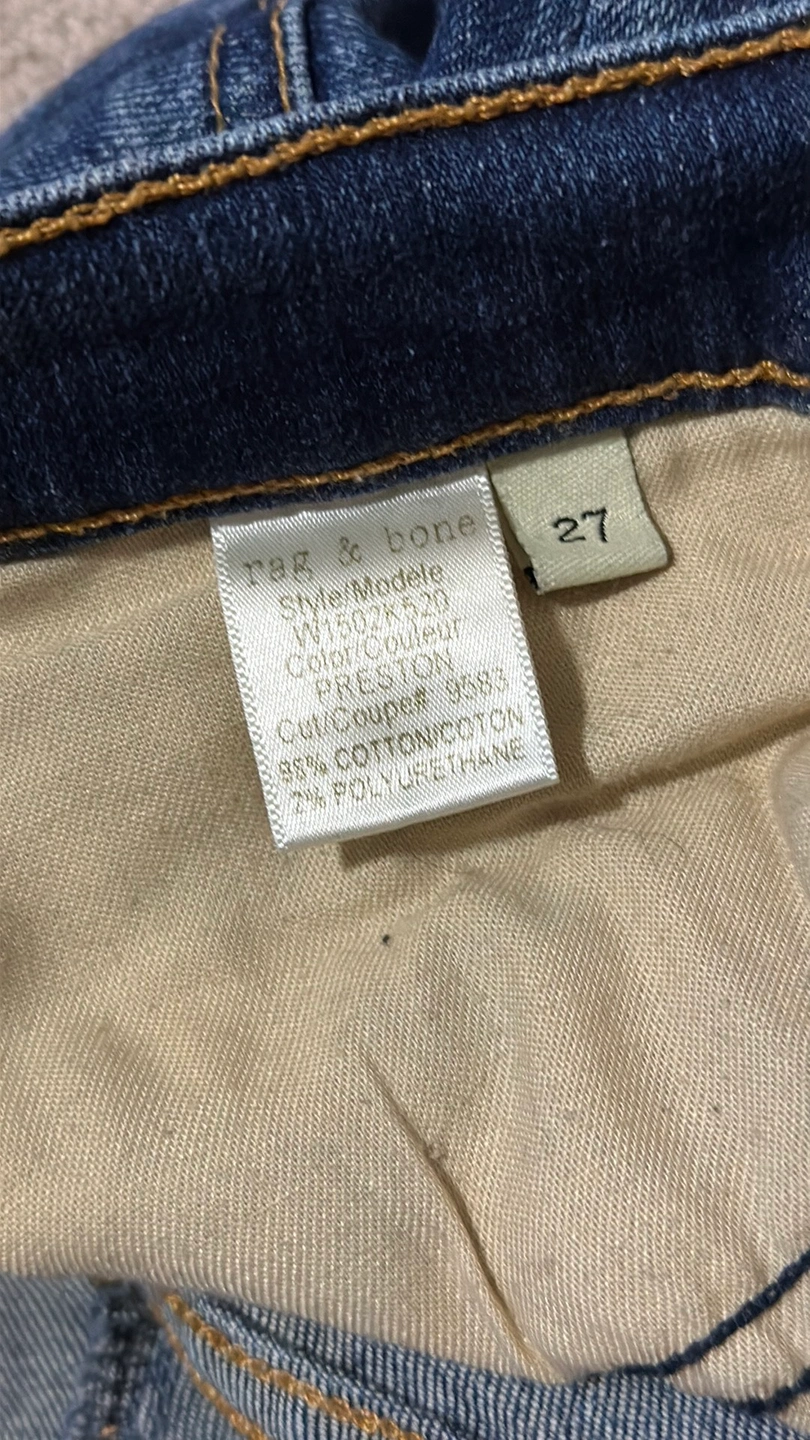 rag & bone
Style/Modele
W1502K520
Color/Couleur
PRESTON
Cut/Coupe# 9583
98% COTTON/COTON
2% POLYURETHANE
27